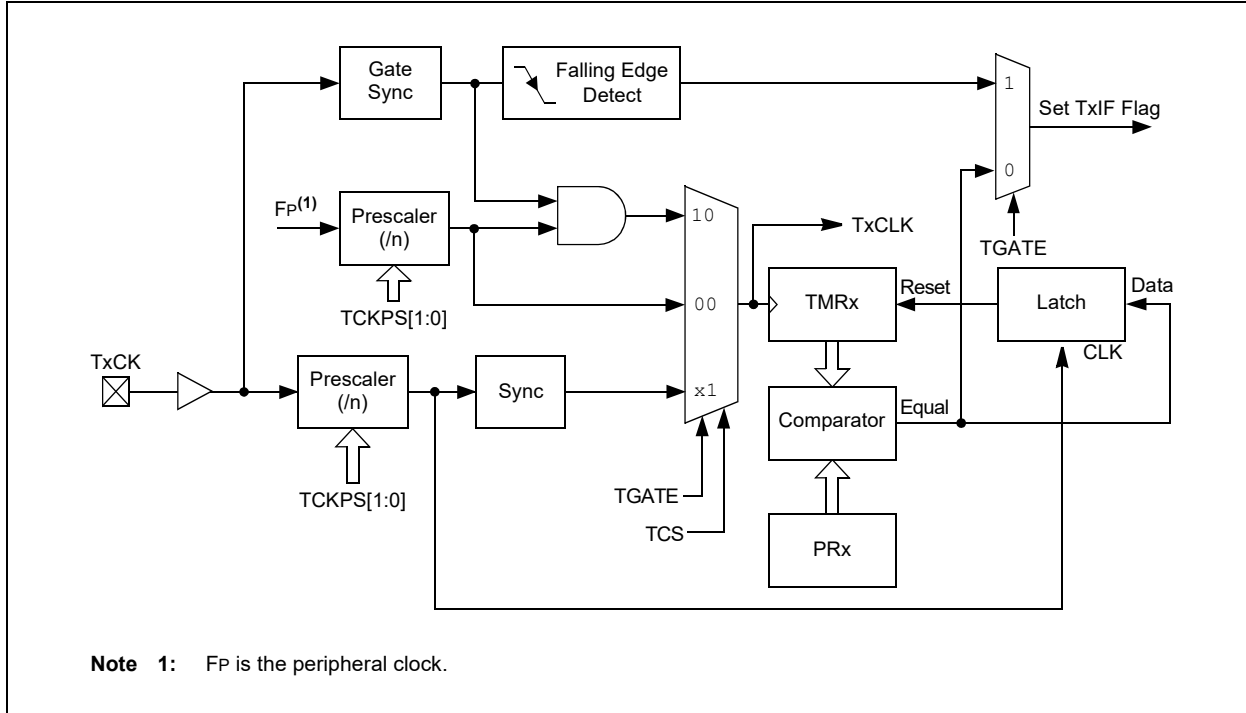 Gate
Sync
Falling Edge
Detect
1
Set TxIF Flag
0
FP(1)
Prescaler
(/n)
10
TxCLK
TGATE
TCKPS[1:0]
00
TMRx
Reset
Latch
Data
CLK
TxCK
Prescaler
(/n)
Sync
x1
Comparator
Equal
TCKPS[1:0]
TGATE
TCS
PRx
Note 1: FP is the peripheral clock.